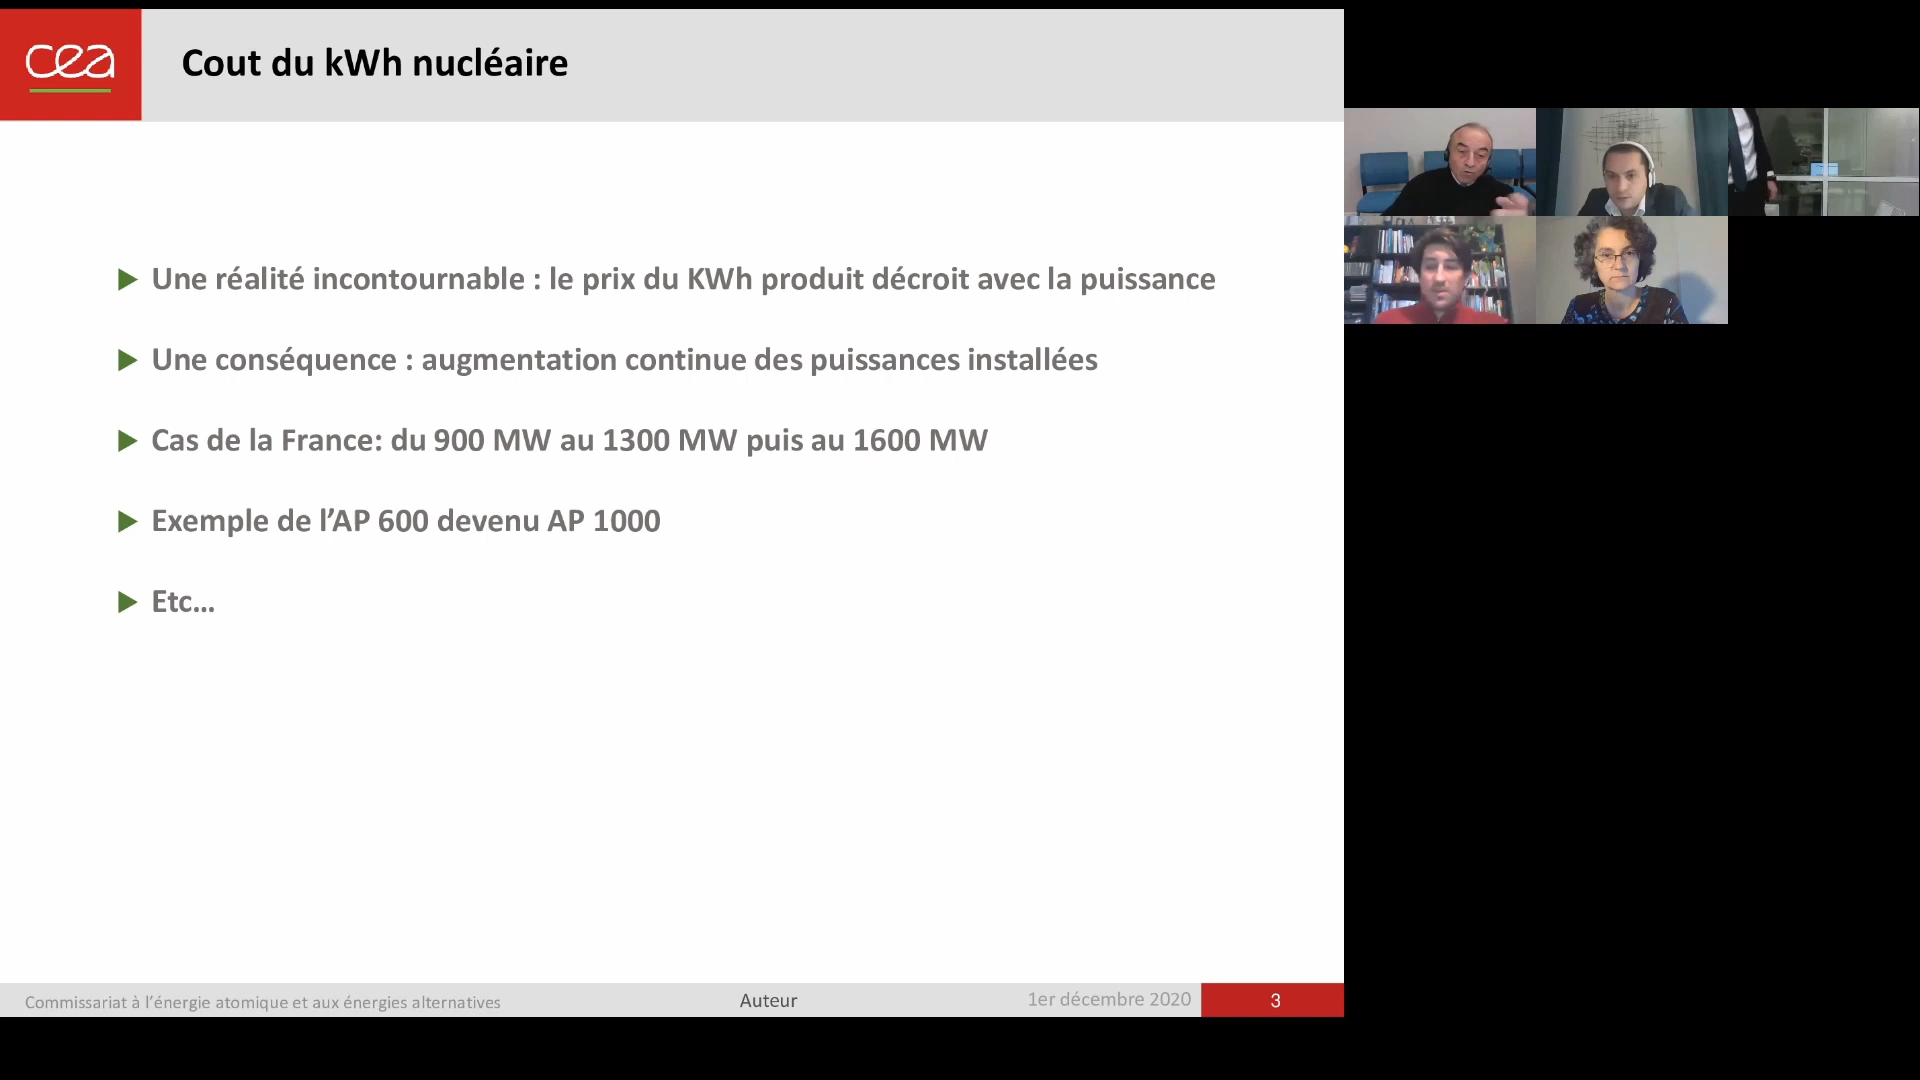 cea
Cout du kWh nucléaire
Une réalité incontournable : le prix du KWh produit décroit avec la puissance
Une conséquence : augmentation continue des puissances installées
Cas de la France: du 900 MW au 1300 MW puis au 1600 MW
Exemple de l’AP 600 devenu AP 1000
Etc...
Commissariat à l’énergie atomique et aux énergies alternatives
Auteur
1er décembre 2020
3